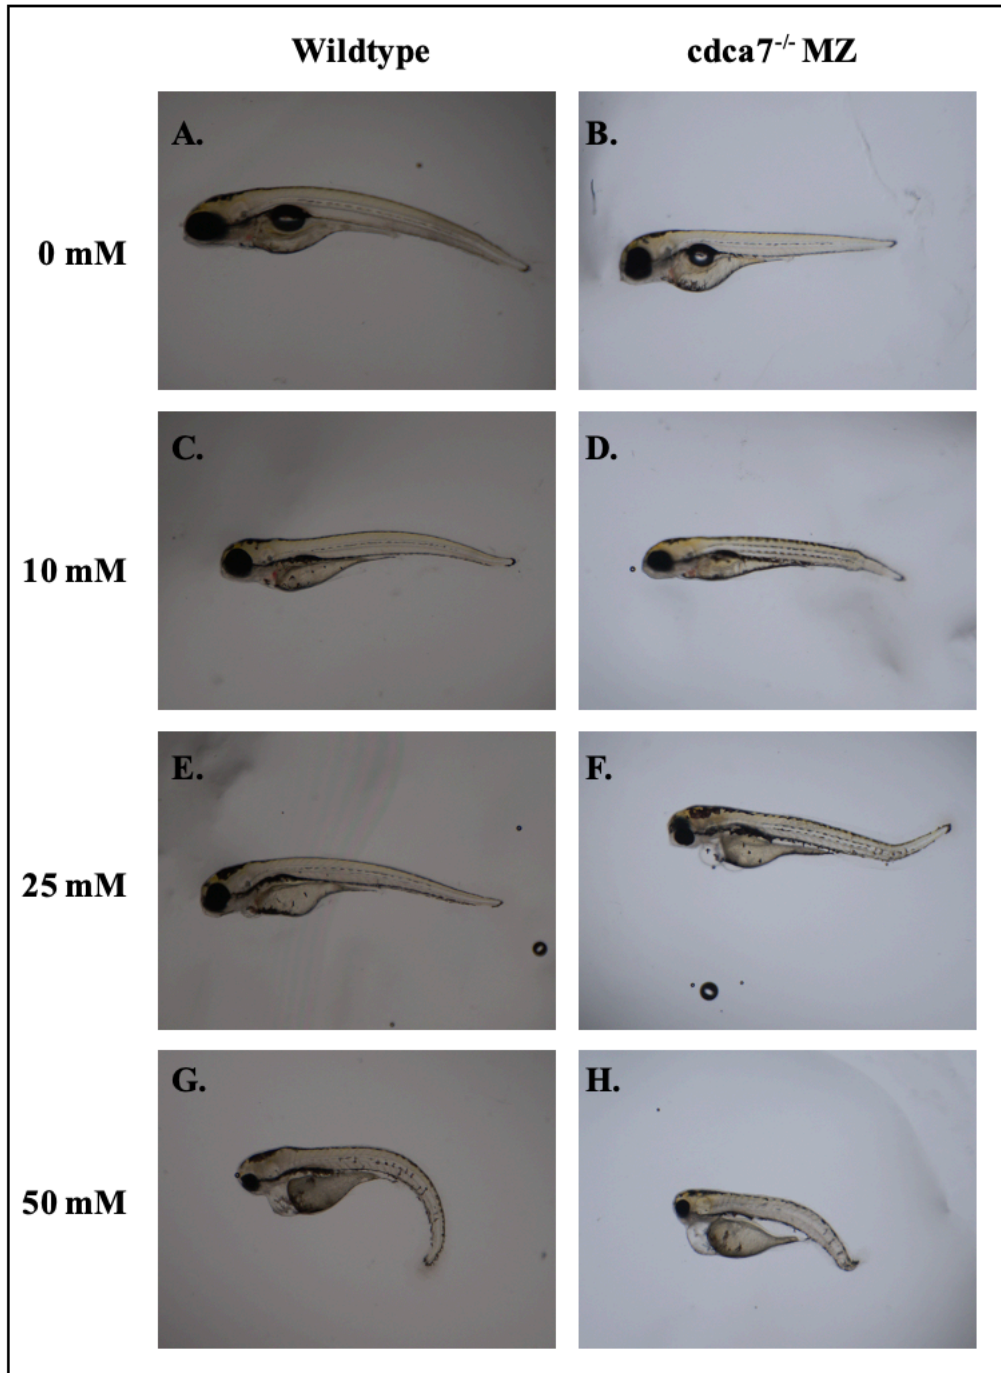 Wildtype cdca7-/- MZ
A. B.
0 mM
C. D.
10 mM
E. F.
25 mM
G. H.
50 mM